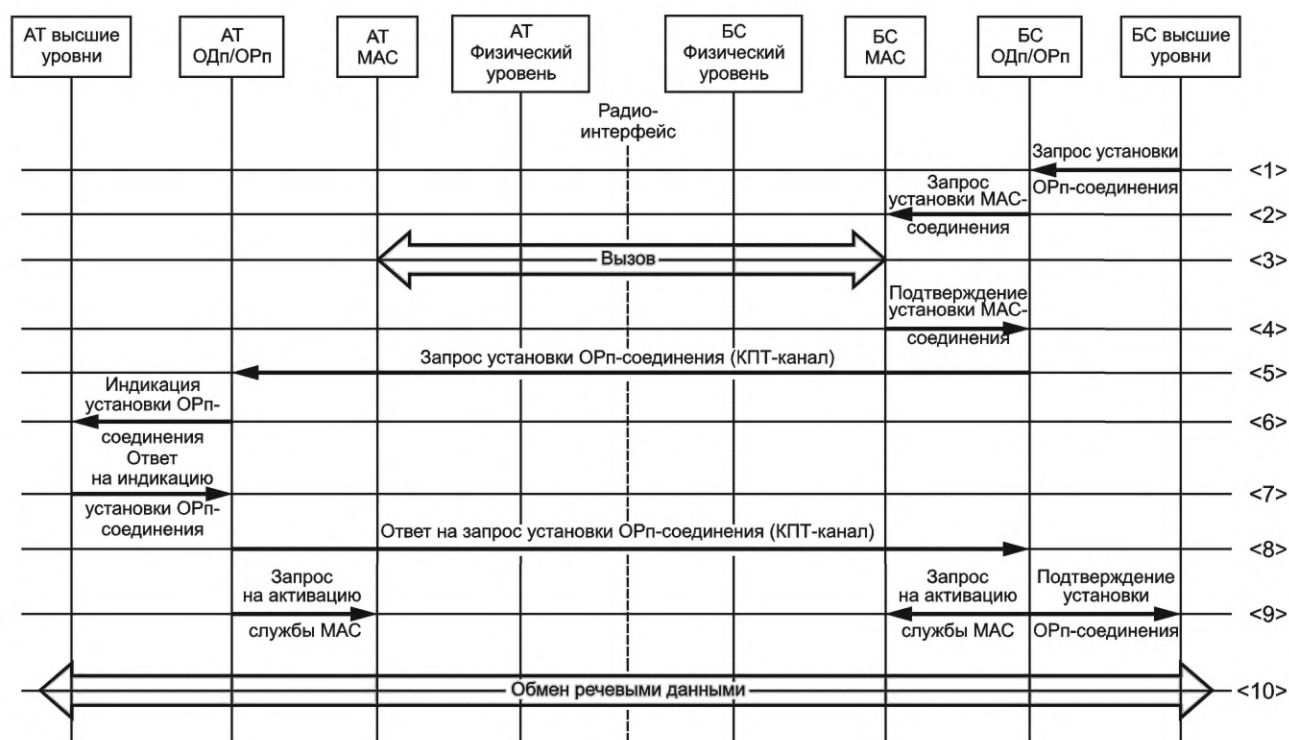 АТ высшие
уровни
АТ
ОДп/ОРп
АТ
МАС
АТ
Физический
уровень
БС
Физический
уровень
БС
МАС
БС
ОДп/ОРп
БС высшие
уровни
Радио-
интерфейс
Запрос установки
ОРп-соединения
<1>
Запрос
установки МАС-
соединения
<2>
Вызов
<3>
Подтверждение
установки МАС-
соединения
<4>
Запрос установки ОРп-соединения (КПТ-канал)
<5>
Индикация
установки ОРп-
соединения
<6>
Ответ
на индикацию
установки ОРп-
соединения
<7>
Ответ на запрос установки ОРп-соединения (КПТ-канал)
<8>
Запрос
на активацию
службы МАС
Запрос
на активацию
службы МАС
Подтверждение
установки
ОРп-соединения
<9>
Обмен речевыми данными
<10>